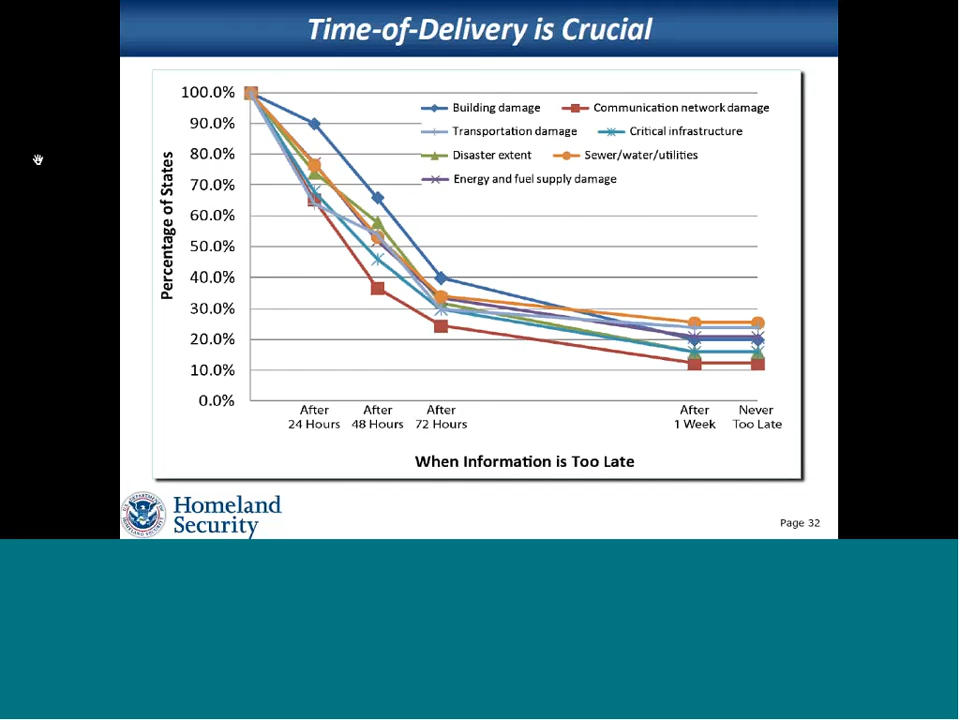 Time-of-Delivery is Crucial
Percentage of States
100.0%
90.0%
80.0%
70.0%
60.0%
50.0%
40.0%
30.0%
20.0%
10.0%
0.0%
Building damage
Communication network damage
Transportation damage
Critical infrastructure
Disaster extent
Sewer/water/utilities
Energy and fuel supply damage
After
24 Hours
After
48 Hours
After
72 Hours
After
1 Week
Never
Too Late
When Information is Too Late
Homeland
Security
Page 32